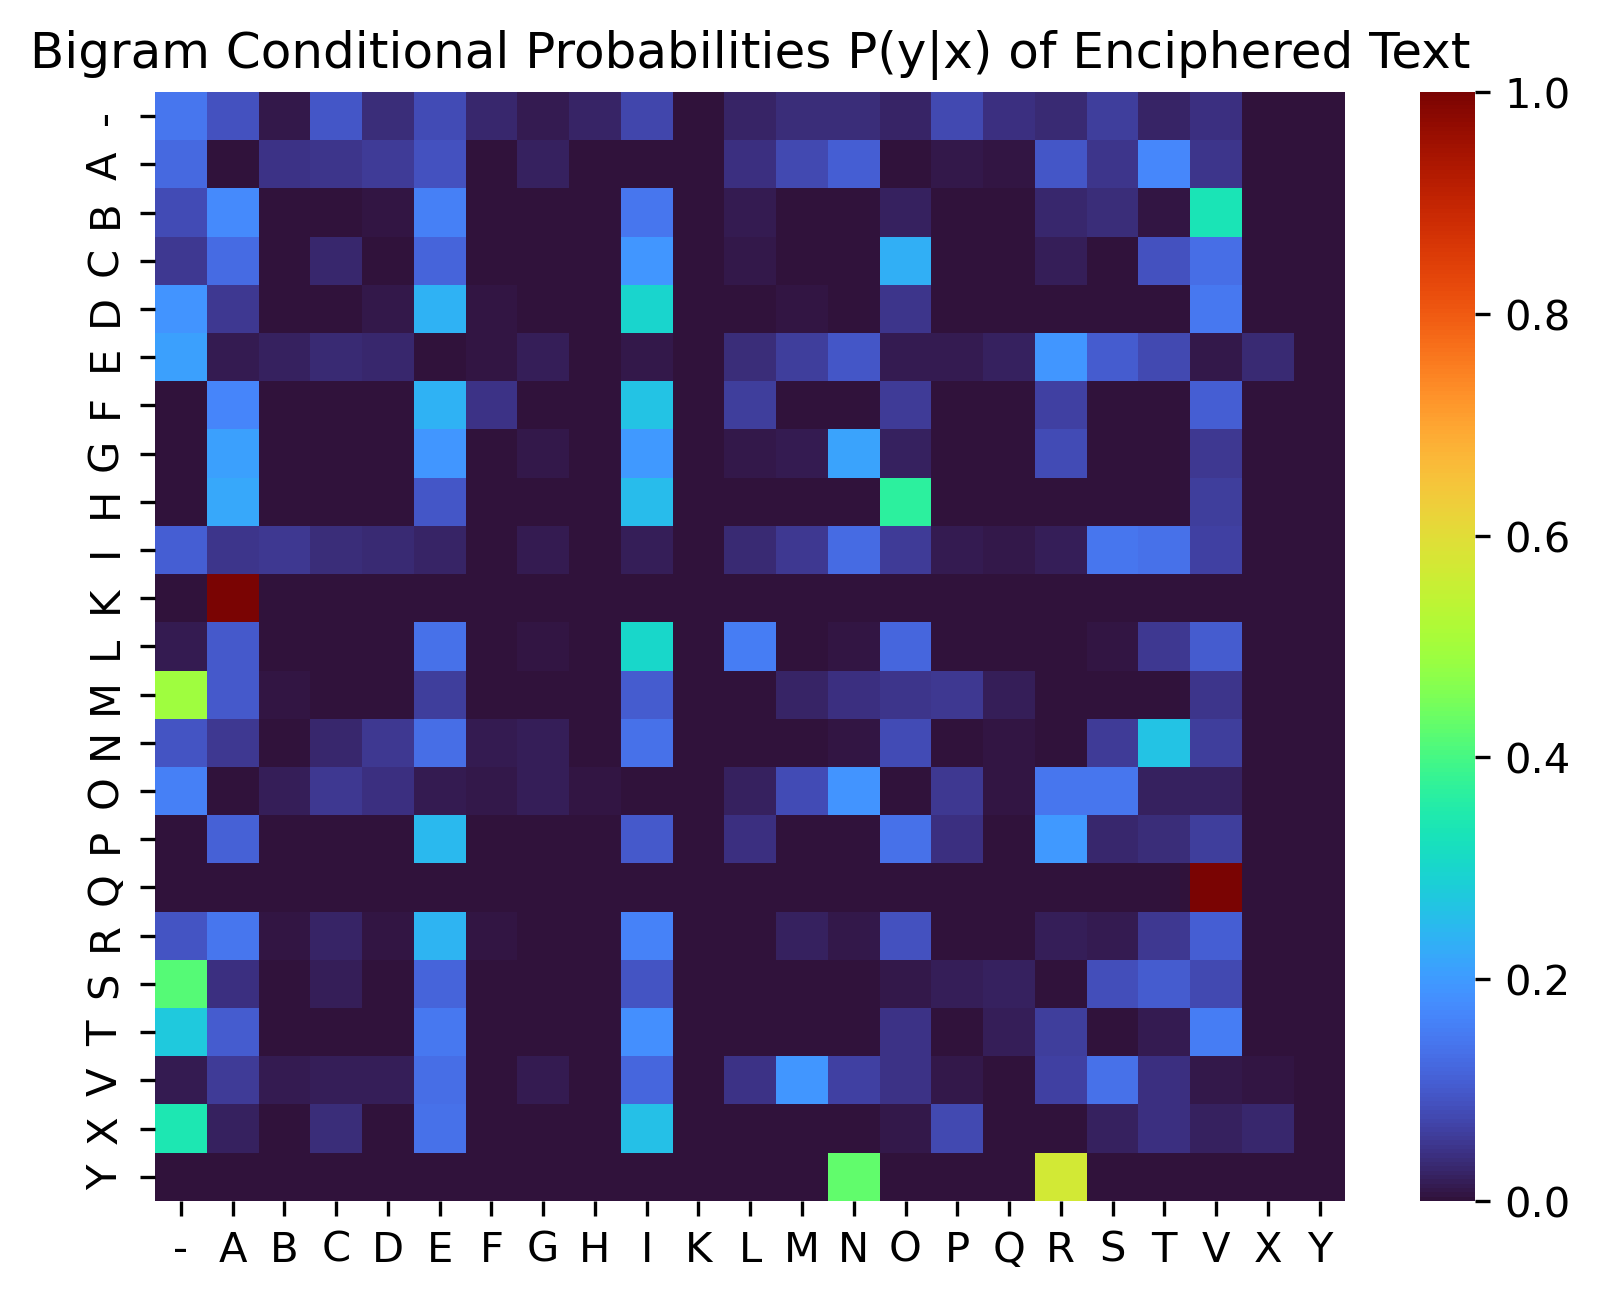 Bigram Conditional Probabilities P(y|x) of Enciphered Text
-
A
B
C
D
E
F
G
H
I
K
L
M
N
O
P
Q
R
S
T
V
X
Y
- A B C D E F G H I K L M N O P Q R S T V X Y
1.0
0.8
0.6
0.4
0.2
0.0